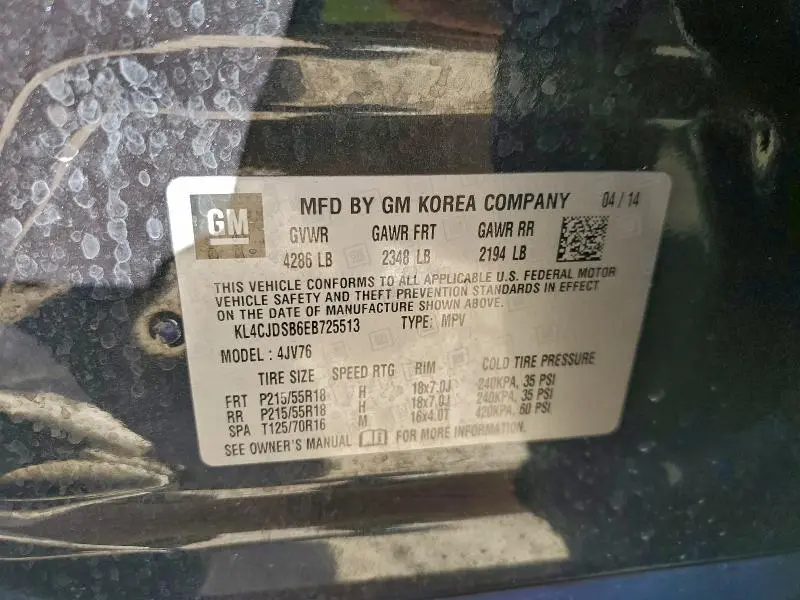 GM
MFD BY GM KOREA COMPANY 04 / 14
GVWR GAWR FRT GAWR RR
4286 LB 2348 LB 2194 LB
THIS VEHICLE CONFORMS TO ALL APPLICABLE U.S. FEDERAL MOTOR
VEHICLE SAFETY AND THEFT PREVENTION STANDARDS IN EFFECT
ON THE DATE OF MANUFACTURE SHOWN ABOVE.
KL4CJDSB6EB725513 TYPE: MPV
MODEL : 4JV76
TIRE SIZE SPEED RTG RIM COLD TIRE PRESSURE
FRT P215/55R18 H 18x7.0J 240KPA, 35 PSI
RR P215/55R18 H 18x7.0J 240KPA, 35 PSI
SPA T125/70R16 M 16x4.0T 420KPA, 60 PSI
SEE OWNER'S MANUAL FOR MORE INFORMATION.